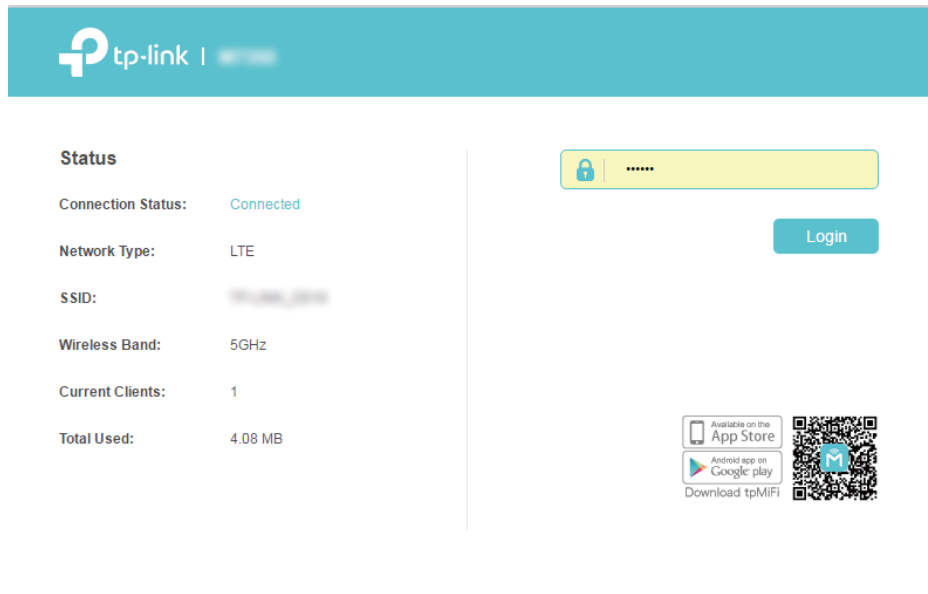 tp-link |
Status
Connection Status: Connected
Network Type: LTE
SSID:
Wireless Band: 5GHz
Current Clients: 1
Total Used: 4.08 MB
••••••
Login
Available on the
App Store
Android app on
Google play
Download tpMiFi
M